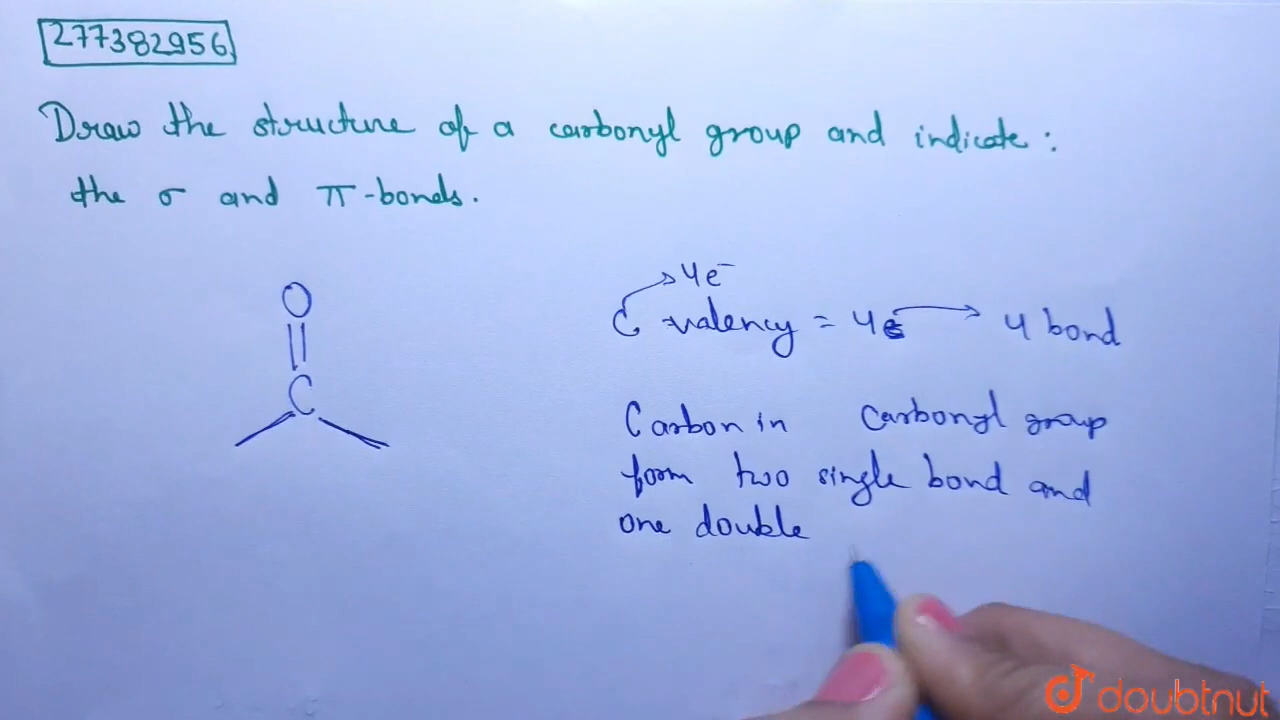 277382956
Draw the structure of a carbonyl group and indicate:
the σ and π-bonds.
O
C
4e⁻
C valency = 4 → 4 bond
Carbon in Carbonyl group
form two single bond and
one double
doubtnut